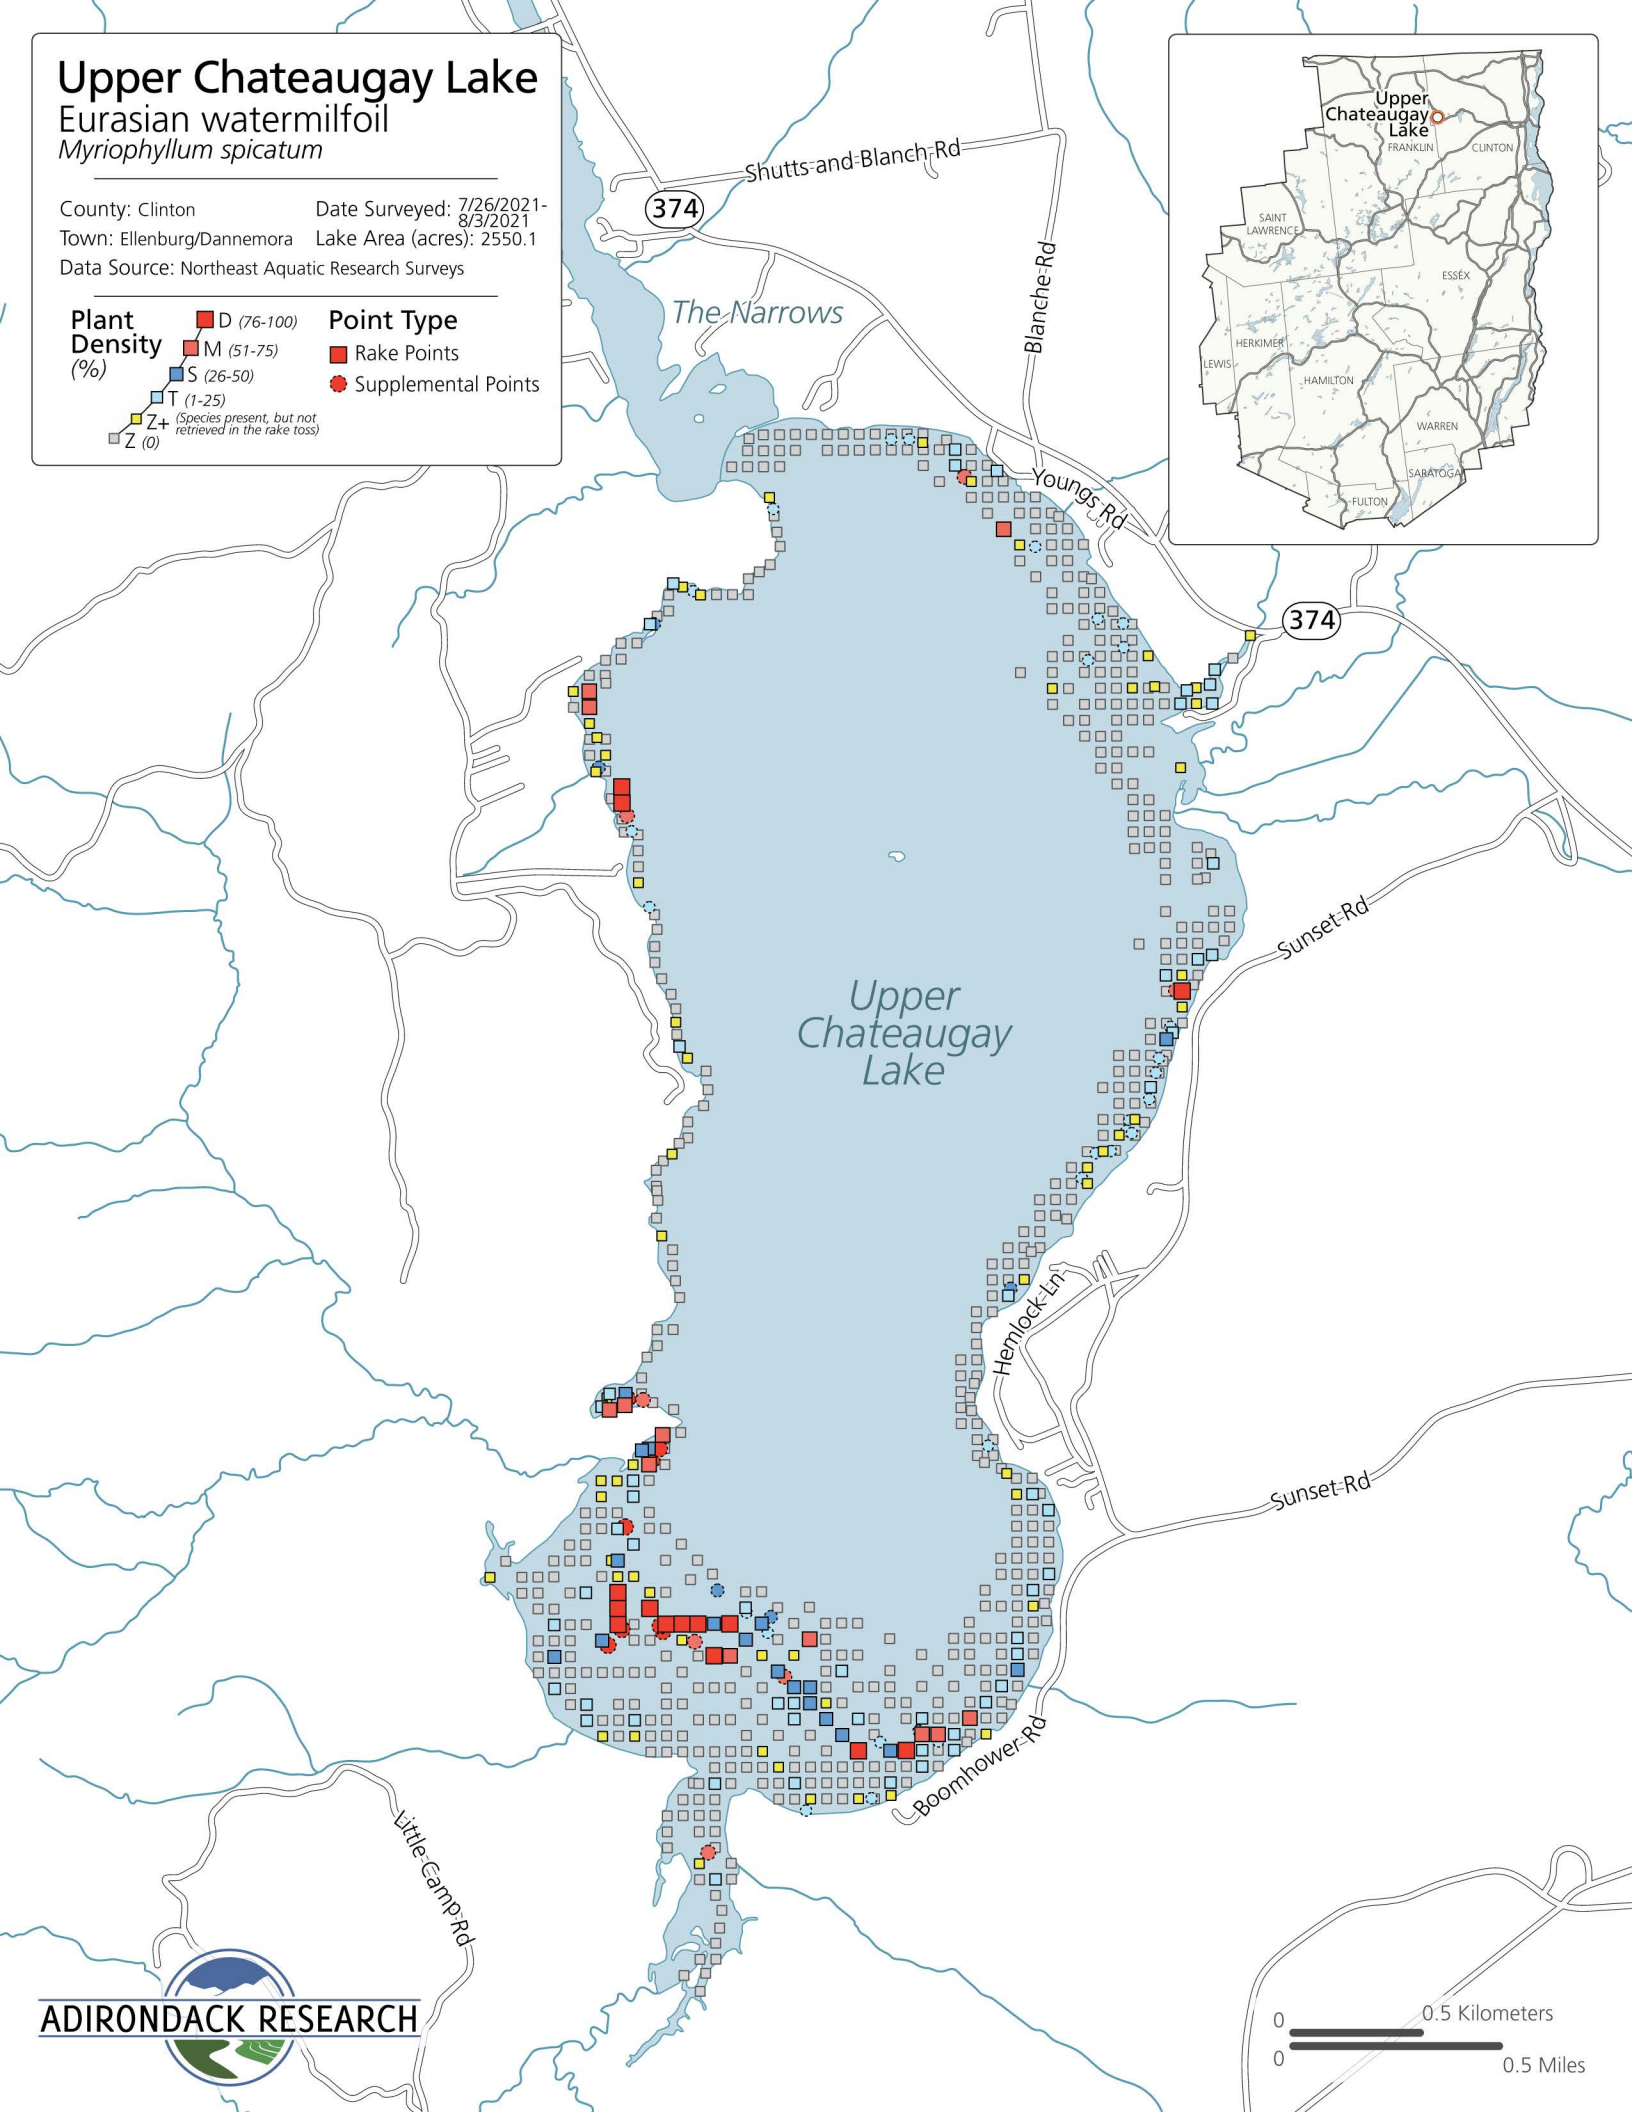 Upper Chateaugay Lake
Eurasian watermilfoil
Myriophyllum spicatum
County: Clinton
Date Surveyed: 7/26/2021-
8/3/2021
Town: Ellenburg/Dannemora
Lake Area (acres): 2550.1
Data Source: Northeast Aquatic Research Surveys
Plant
Density
(%)
D (76-100)
M (51-75)
S (26-50)
T (1-25)
Z+ (Species present, but not
retrieved in the rake toss)
Z (0)
Point Type
Rake Points
Supplemental Points
Upper
Chateaugay
Lake
FRANKLIN
CLINTON
SAINT
LAWRENCE
ESSEX
HERKIMER
LEWIS
HAMILTON
WARREN
SARATOGA
FULTON
Shutts-and-Blanch-Rd
374
Blanche-Rd
The Narrows
Youngs Rd
374
Sunset-Rd
Upper
Chateaugay
Lake
Hemlock-Ln
Sunset-Rd
Boomhower-Rd
Little-Camp-Rd
ADIRONDACK RESEARCH
0
0.5 Kilometers
0
0.5 Miles